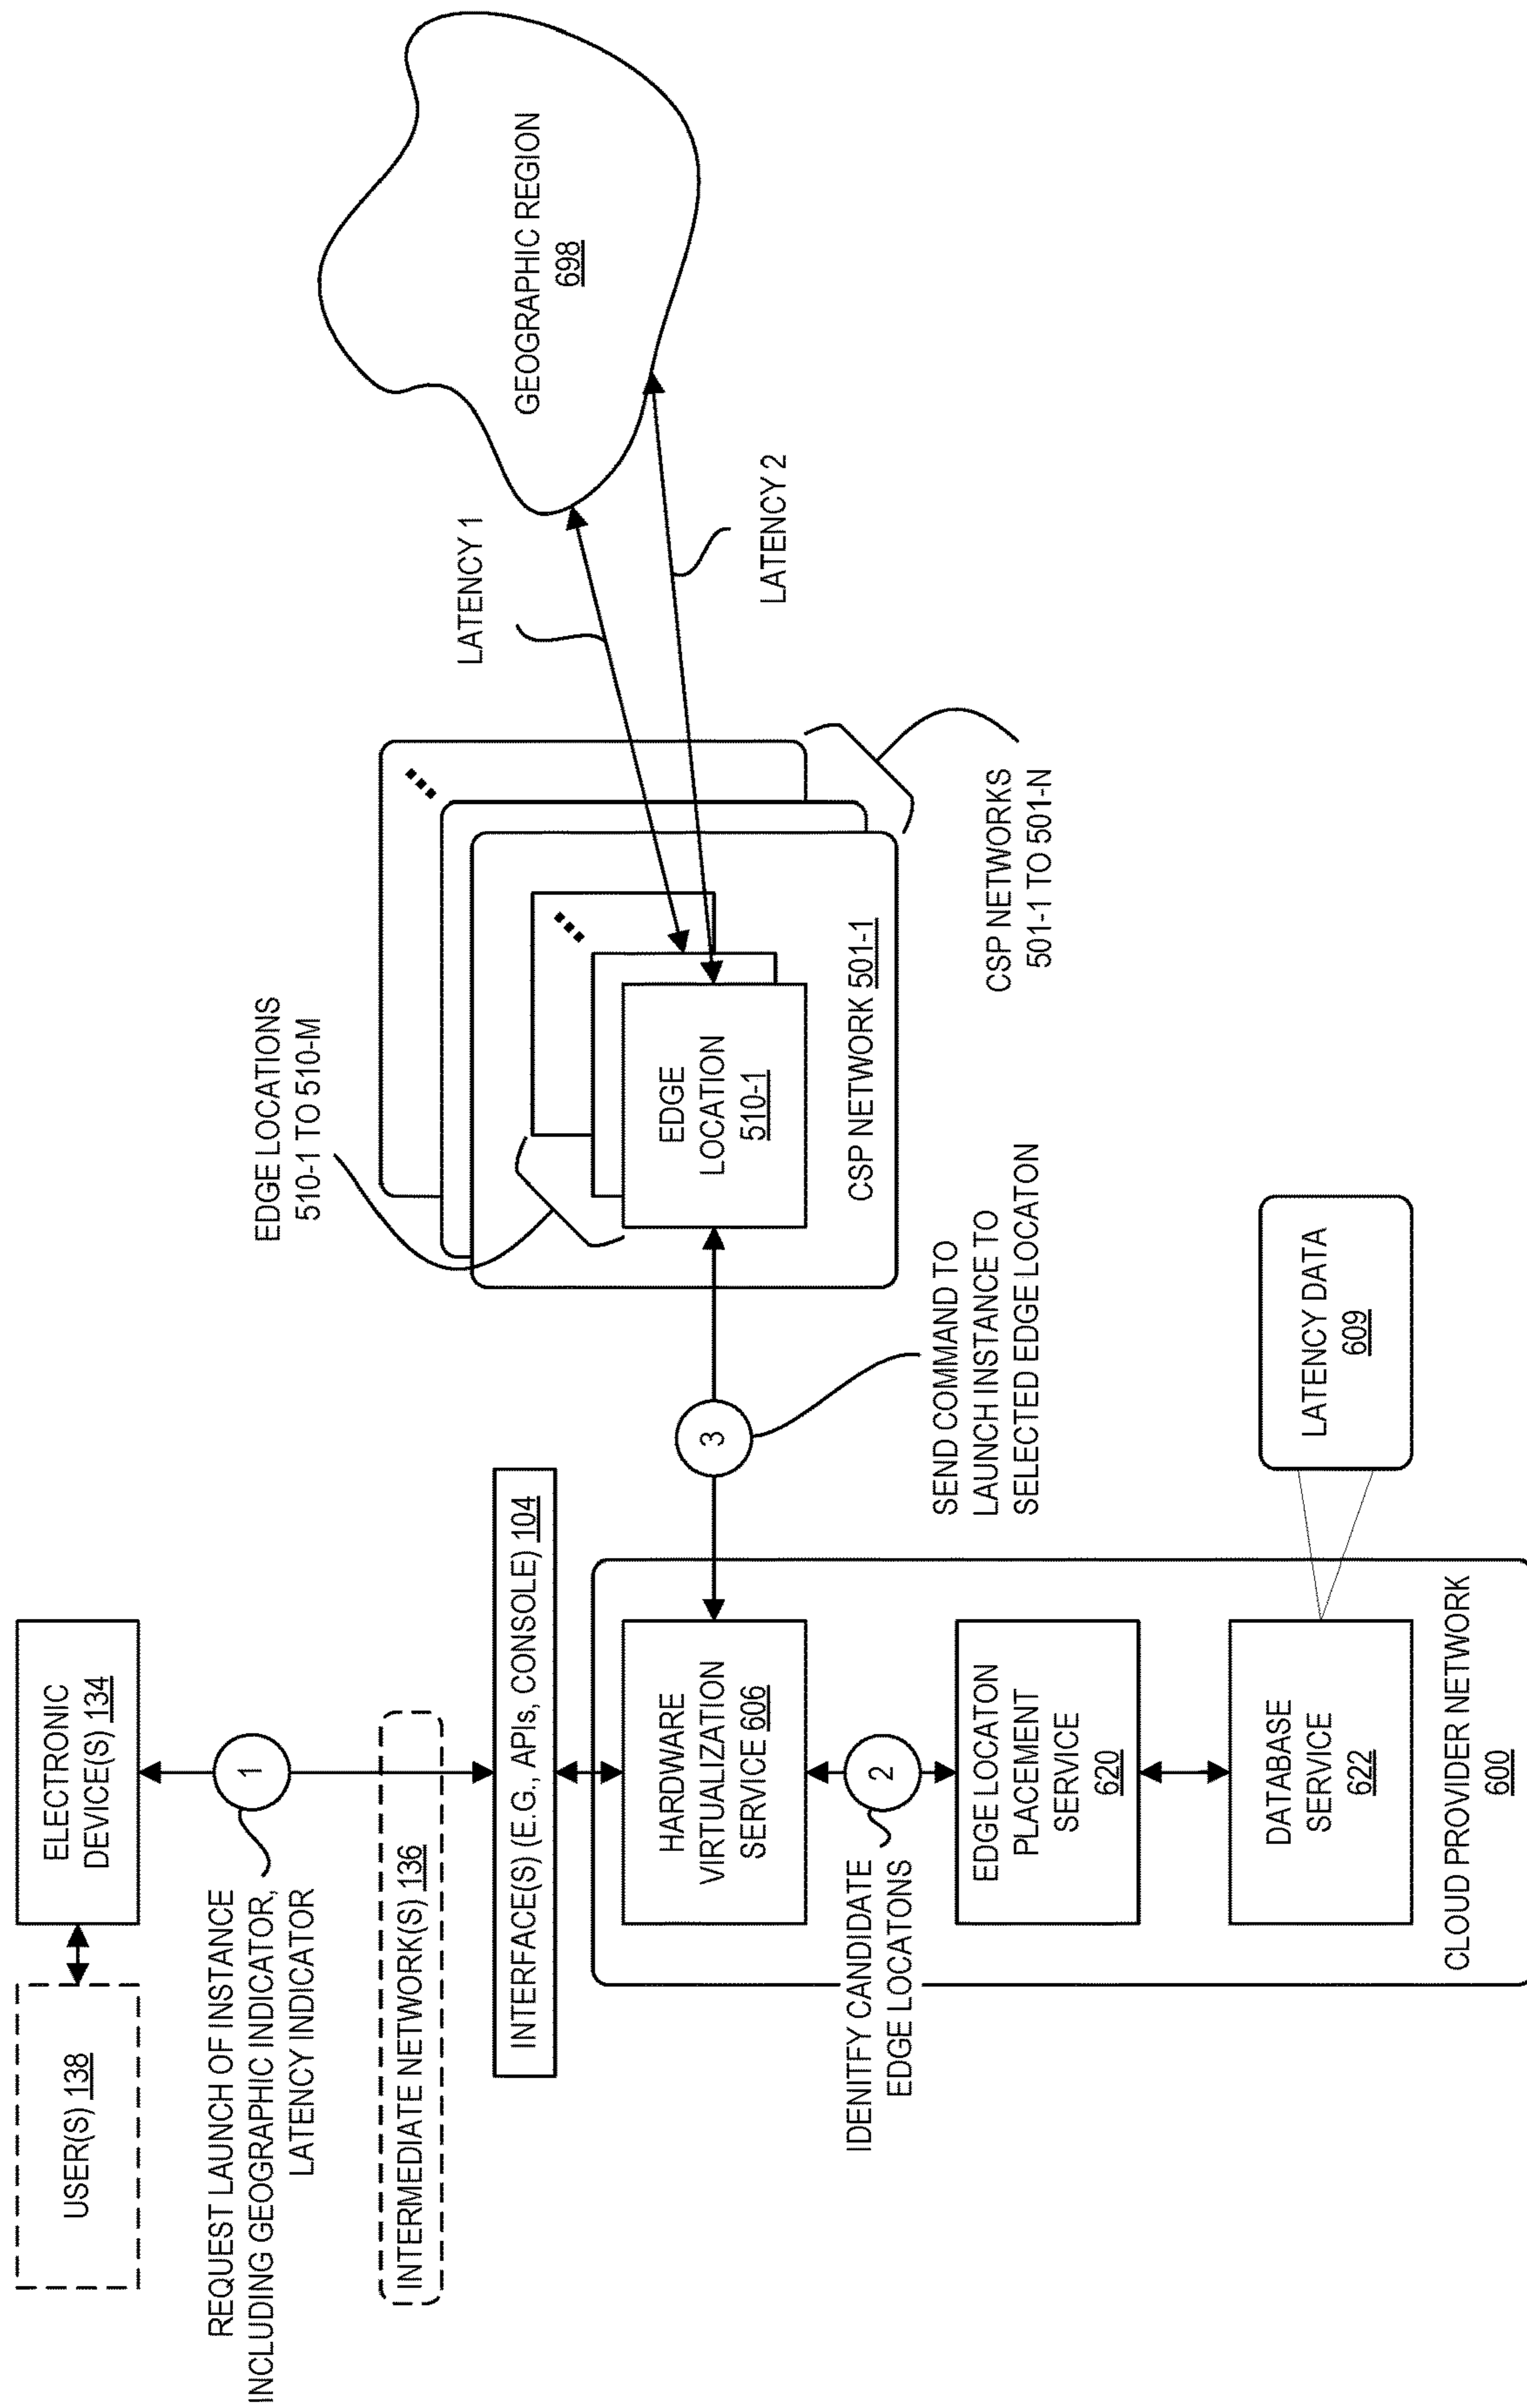 USER(S) 138
ELECTRONIC
DEVICE(S) 134
REQUEST LAUNCH OF INSTANCE
INCLUDING GEOGRAPHIC INDICATOR,
LATENCY INDICATOR
1
INTERMEDIATE NETWORK(S) 136
INTERFACE(S) (E.G., APIs, CONSOLE) 104
HARDWARE
VIRTUALIZATION
SERVICE 606
IDENITFY CANDIDATE
EDGE LOCATONS
2
EDGE LOCATON
PLACEMENT
SERVICE
620
DATABASE
SERVICE
622
CLOUD PROVIDER NETWORK
600
LATENCY DATA
609
3
SEND COMMAND TO
LAUNCH INSTANCE TO
SELECTED EDGE LOCATON
EDGE LOCATIONS
510-1 TO 510-M
EDGE
LOCATION
510-1
CSP NETWORK 501-1
CSP NETWORKS
501-1 TO 501-N
LATENCY 1
LATENCY 2
GEOGRAPHIC REGION
698